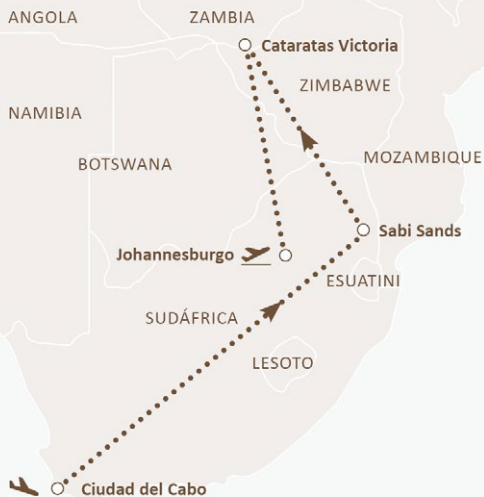 ANGOLA
ZAMBIA
Cataratas Victoria
ZIMBABWE
NAMIBIA
BOTSWANA
MOZAMBIQUE
Sabi Sands
Johannesburgo
ESUATINI
SUDÁFRICA
LESOTO
Ciudad del Cabo